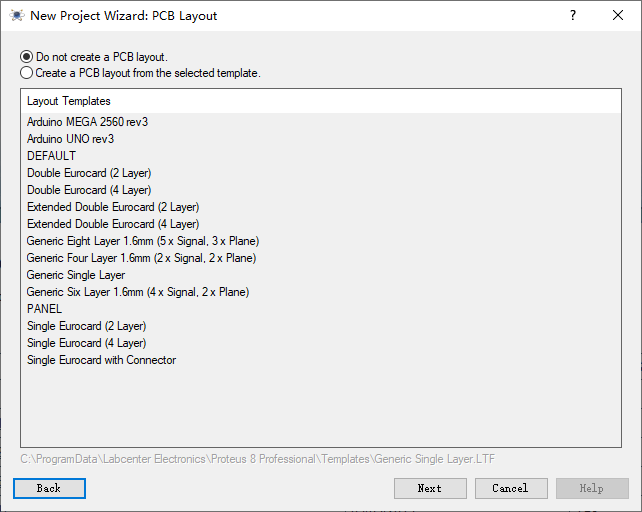 New Project Wizard: PCB Layout
?
Do not create a PCB layout.
Create a PCB layout from the selected template.
Layout Templates
Arduino MEGA 2560 rev3
Arduino UNO rev3
DEFAULT
Double Eurocard (2 Layer)
Double Eurocard (4 Layer)
Extended Double Eurocard (2 Layer)
Extended Double Eurocard (4 Layer)
Generic Eight Layer 1.6mm (5 x Signal, 3 x Plane)
Generic Four Layer 1.6mm (2 x Signal, 2 x Plane)
Generic Single Layer
Generic Six Layer 1.6mm (4 x Signal, 2 x Plane)
PANEL
Single Eurocard (2 Layer)
Single Eurocard (4 Layer)
Single Eurocard with Connector
C:\ProgramData\Labcenter Electronics\Proteus 8 Professional\Templates\Generic Single Layer.LTF
Back Next Cancel Help